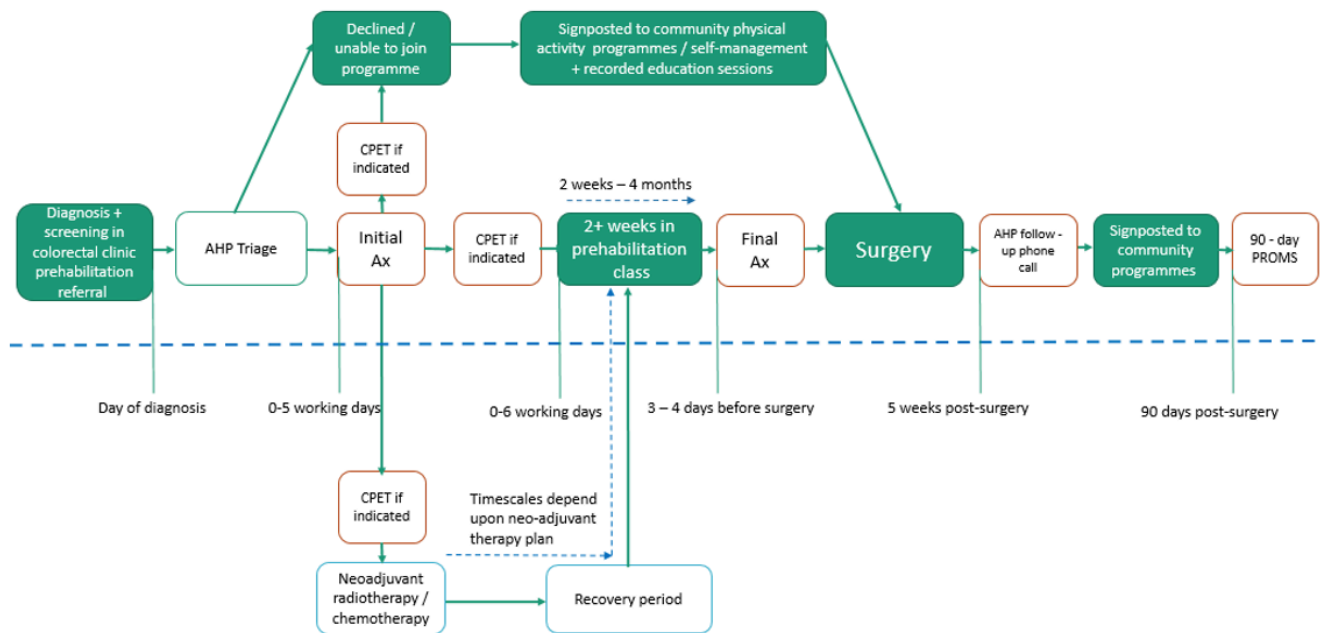 Declined /
unable to join
programme
Signposted to community physical
activity programmes / self-management
+ recorded education sessions
CPET if
indicated
2 weeks – 4 months
Diagnosis +
screening in
colorectal clinic
prehabilitation
referral
AHP Triage
Initial
Ax
CPET if
indicated
2+ weeks in
prehabilitation
class
Final
Ax
Surgery
AHP follow -
up phone
call
Signposted to
community
programmes
90 - day
PROMS
Day of diagnosis
0-5 working days
0-6 working days
3 – 4 days before surgery
5 weeks post-surgery
90 days post-surgery
CPET if
indicated
Timescales depend
upon neo-adjuvant
therapy plan
Neoadjuvant
radiotherapy /
chemotherapy
Recovery period